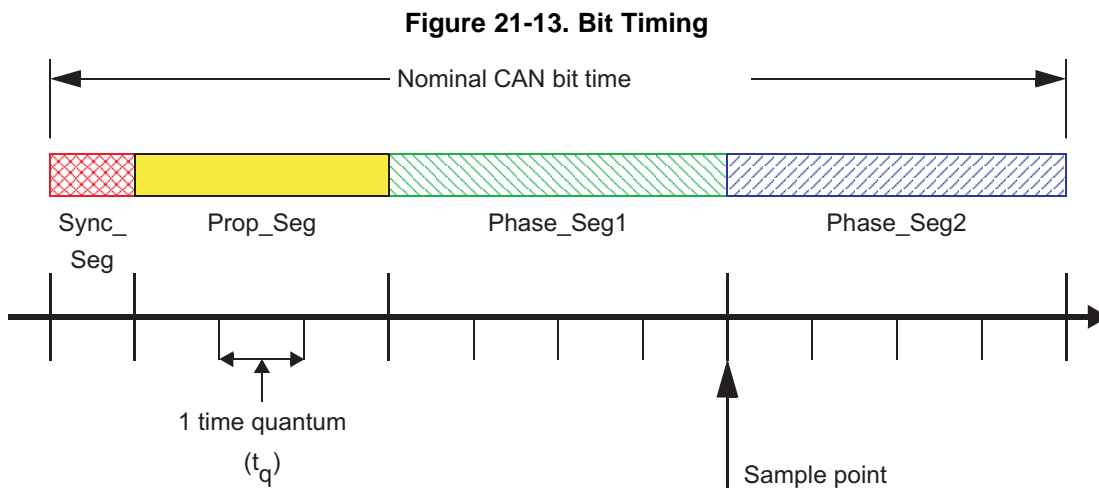 Figure 21-13. Bit Timing
Nominal CAN bit time
Sync_
Seg
Prop_Seg
Phase_Seg1
Phase_Seg2
1 time quantum
(tq)
Sample point